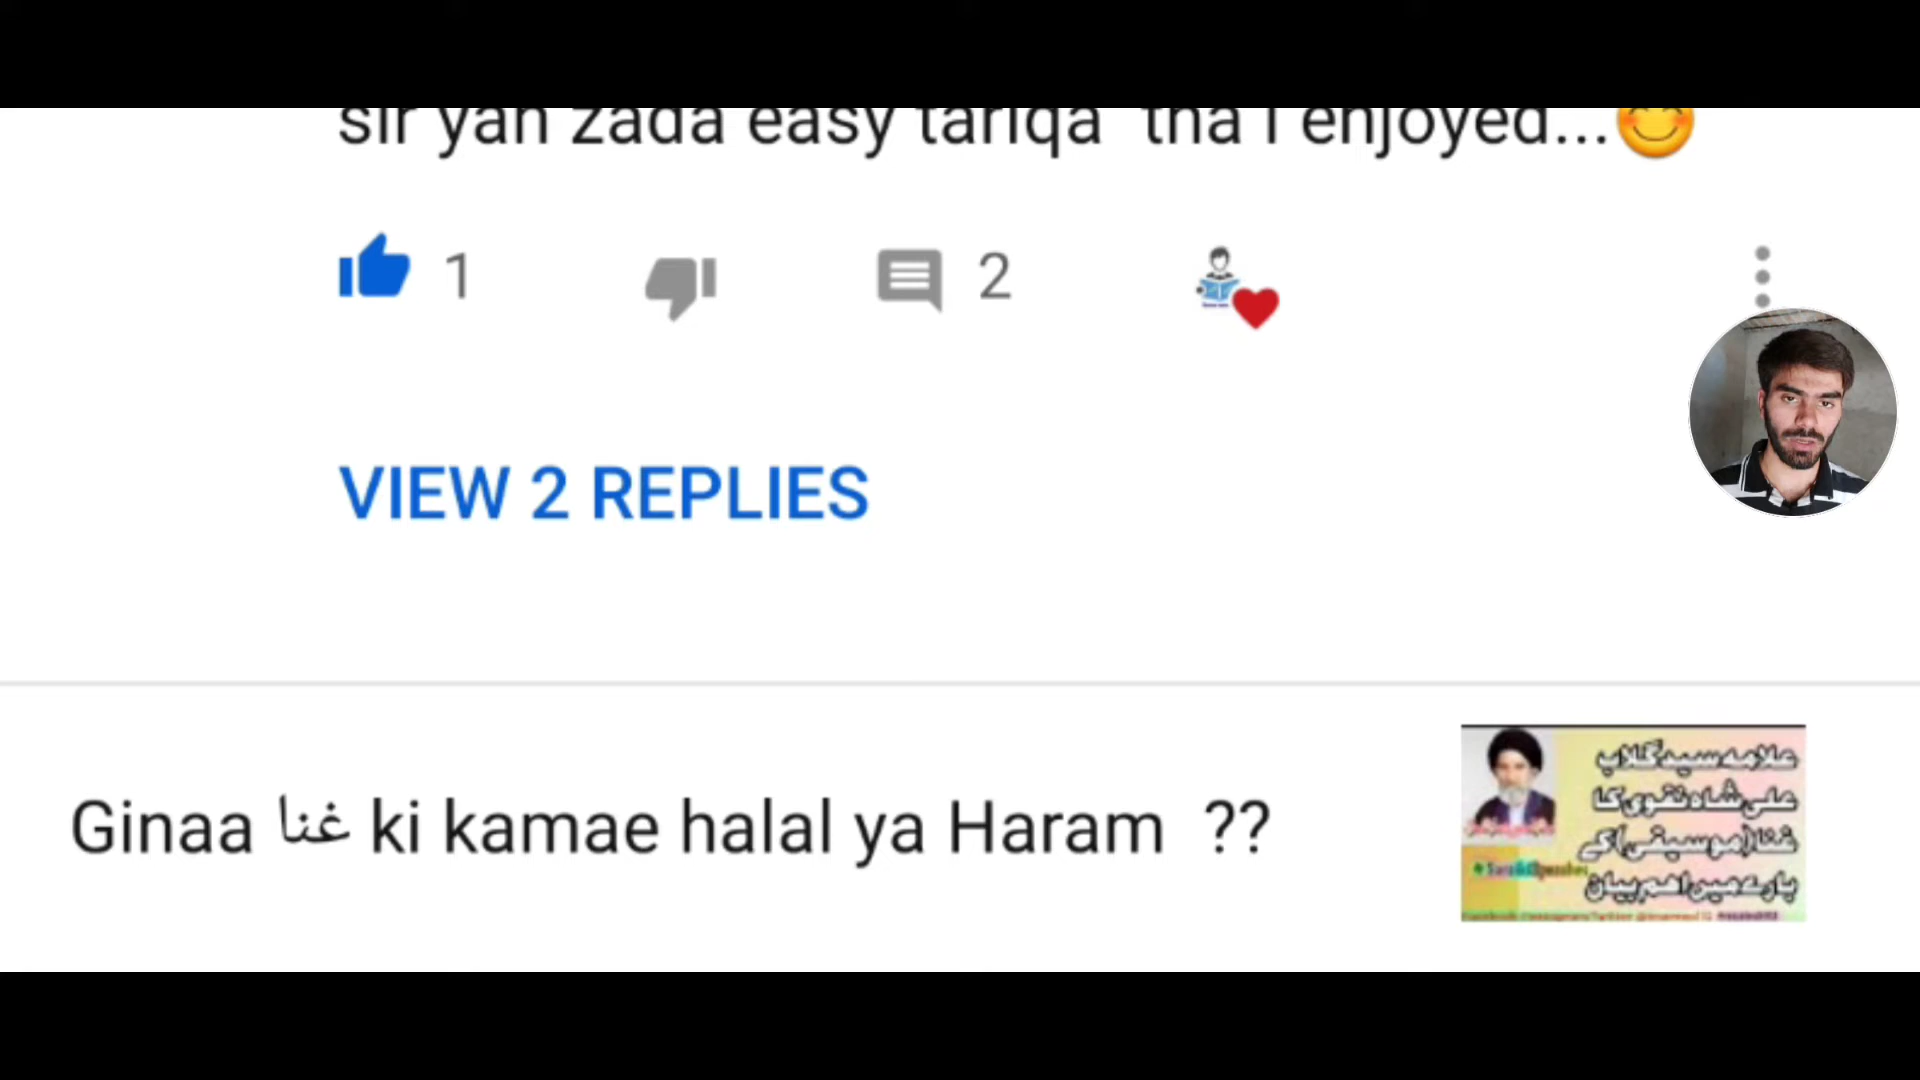 sir yah zada easy tariqa tha I enjoyed...😊
1
2
VIEW 2 REPLIES
Ginaa غنا ki kamae halal ya Haram ??
علامہ سید گلاب
علی شاہ نقوی کا
غنا(موسیقی)کے
بارے میں اہم بیان